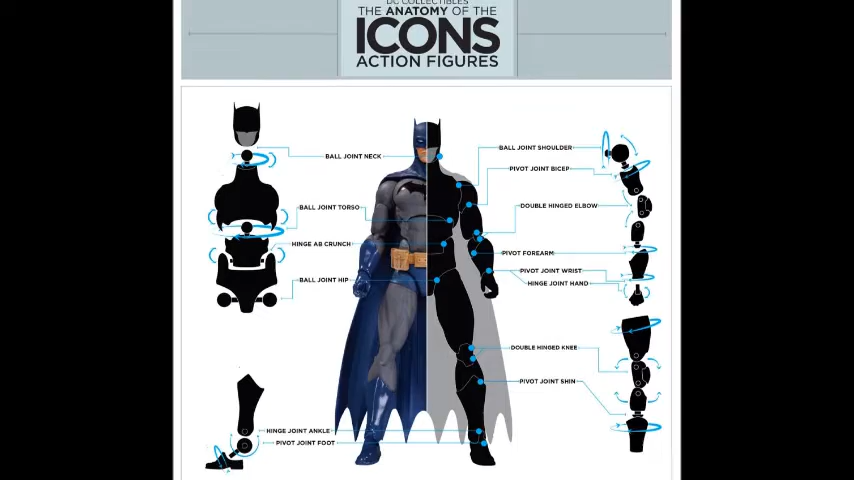 DC COLLECTIBLES
THE ANATOMY OF THE
ICONS
ACTION FIGURES
BALL JOINT NECK
BALL JOINT TORSO
HINGE AB CRUNCH
BALL JOINT HIP
HINGE JOINT ANKLE
PIVOT JOINT FOOT
BALL JOINT SHOULDER
PIVOT JOINT BICEP
DOUBLE HINGED ELBOW
PIVOT FOREARM
PIVOT JOINT WRIST
HINGE JOINT HAND
DOUBLE HINGED KNEE
PIVOT JOINT SHIN